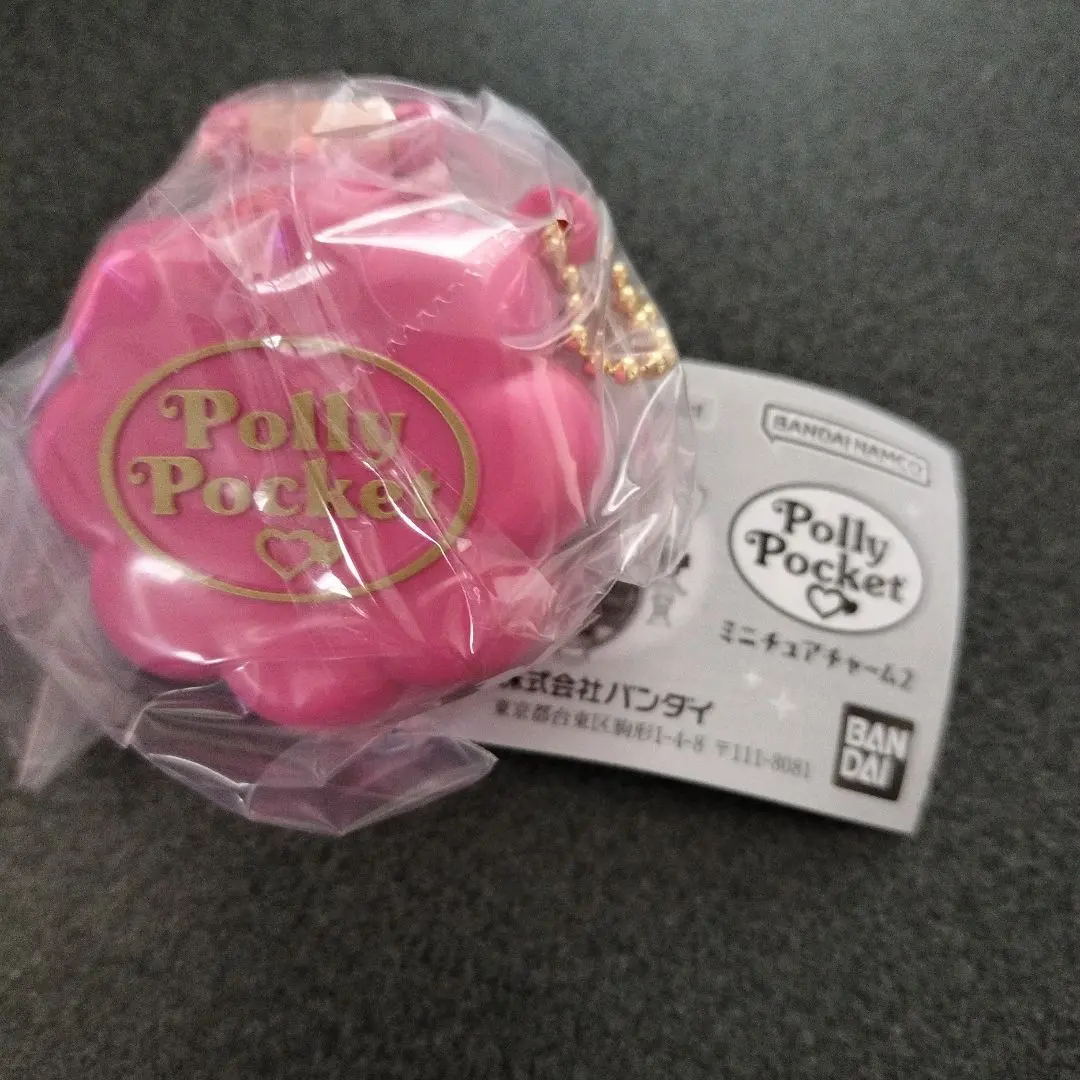 Polly
Pocket
BANDAI NAMCO
Polly
Pocket
ミニチュアチャーム2
株式会社バンダイ
東京都台東区駒形1-4-8 〒111-8081
BAN
DAI